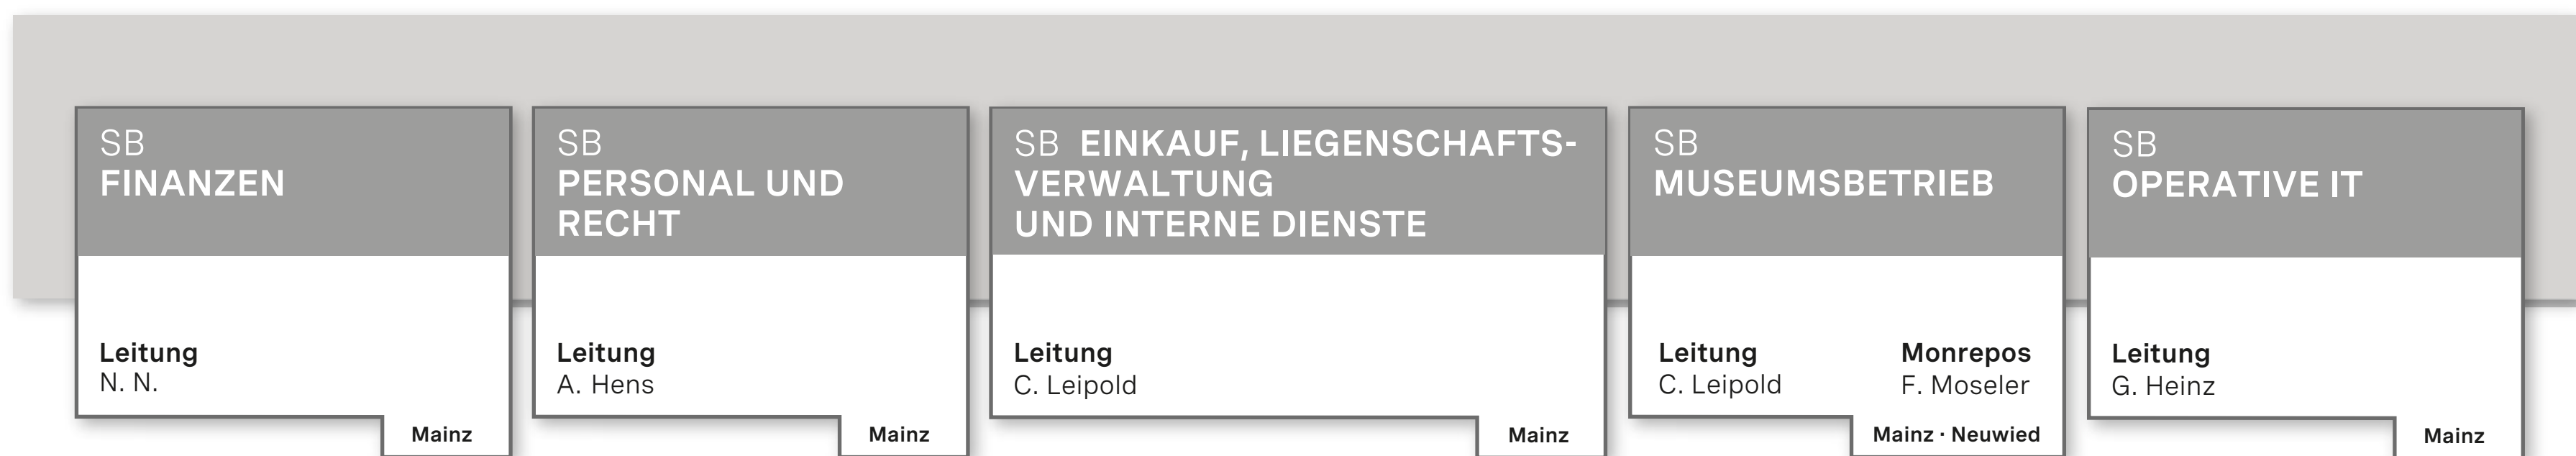 SB
FINANZEN
Leitung
N. N.
Mainz
SB
PERSONAL UND
RECHT
Leitung
A. Hens
Mainz
SB EINKAUF, LIEGENSCHAFTS-
VERWALTUNG
UND INTERNE DIENSTE
Leitung
C. Leipold
Mainz
SB
MUSEUMSBETRIEB
Leitung
C. Leipold
Monrepos
F. Moseler
Mainz · Neuwied
SB
OPERATIVE IT
Leitung
G. Heinz
Mainz